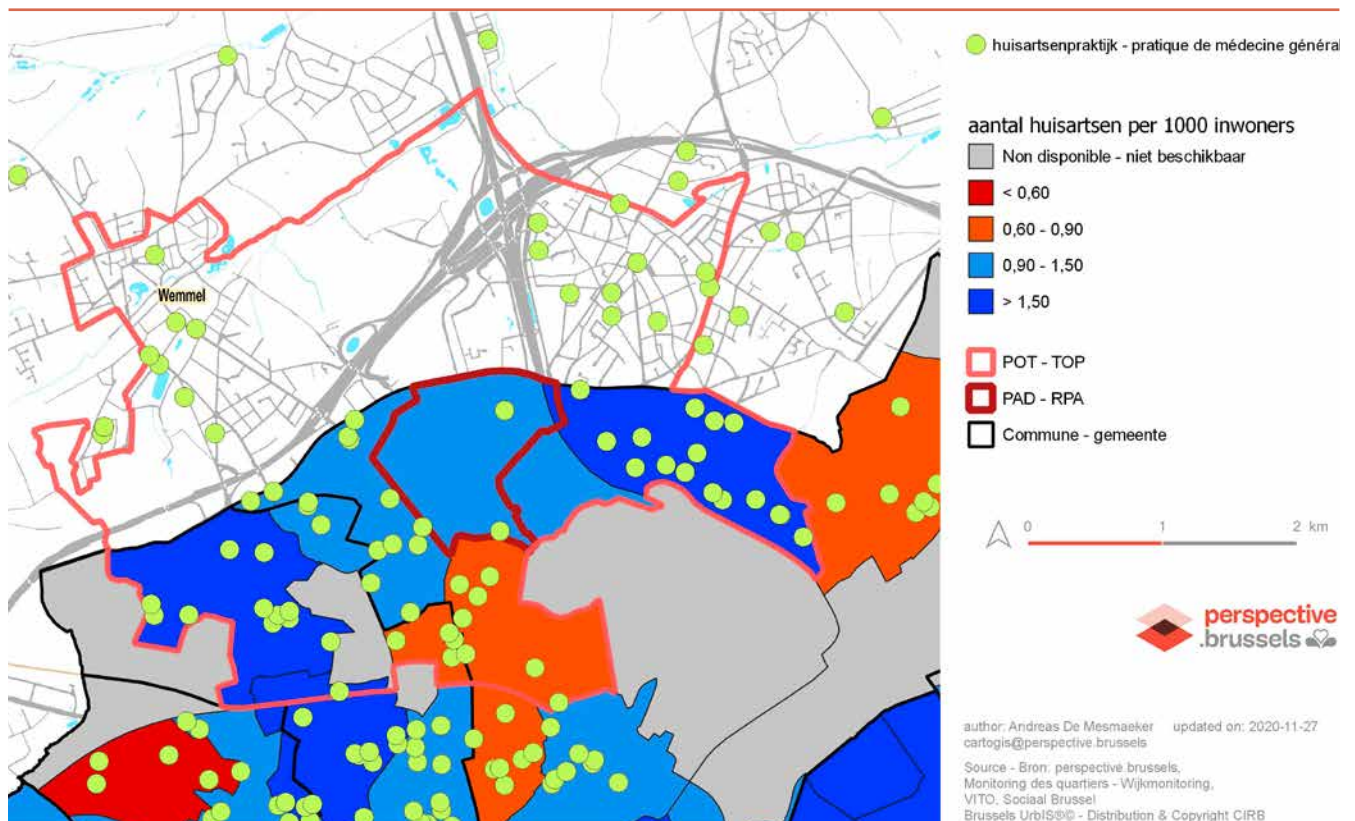 huisartsenpraktijk - pratique de médecine général
aantal huisartsen per 1000 inwoners
Non disponible - niet beschikbaar
< 0,60
0,60 - 0,90
0,90 - 1,50
> 1,50
POT - TOP
PAD - RPA
Commune - gemeente
0 1 2 km
Wemmel
perspective
.brussels
author: Andreas De Mesmaeker updated on: 2020-11-27
cartogis@perspective.brussels
Source - Bron: perspective.brussels,
Monitoring des quartiers - Wijkmonitoring,
VITO, Sociaal Brussel
Brussels UrbIS®© - Distribution & Copyright CIRB